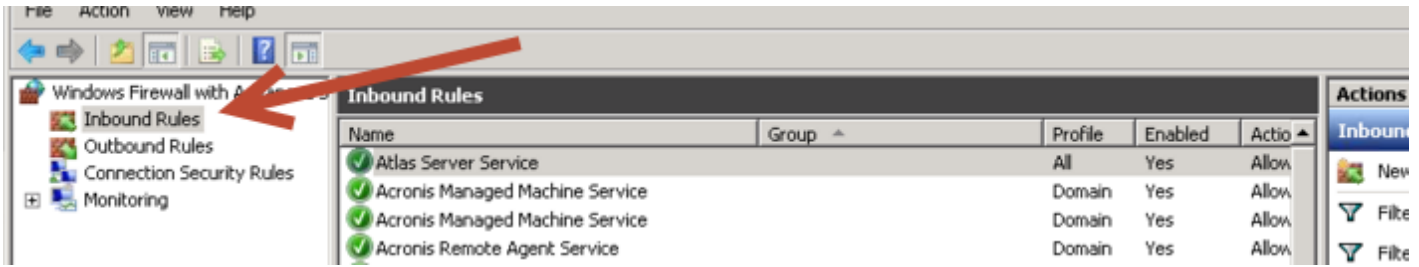 File Action View Help
Windows Firewall with
Inbound Rules
Outbound Rules
Connection Security Rules
Monitoring
Inbound Rules
Name Group Profile Enabled Actio
Atlas Server Service All Yes Allow
Acronis Managed Machine Service Domain Yes Allow
Acronis Managed Machine Service Domain Yes Allow
Acronis Remote Agent Service Domain Yes Allow
Actions
Inboun
New
Filte
Filte